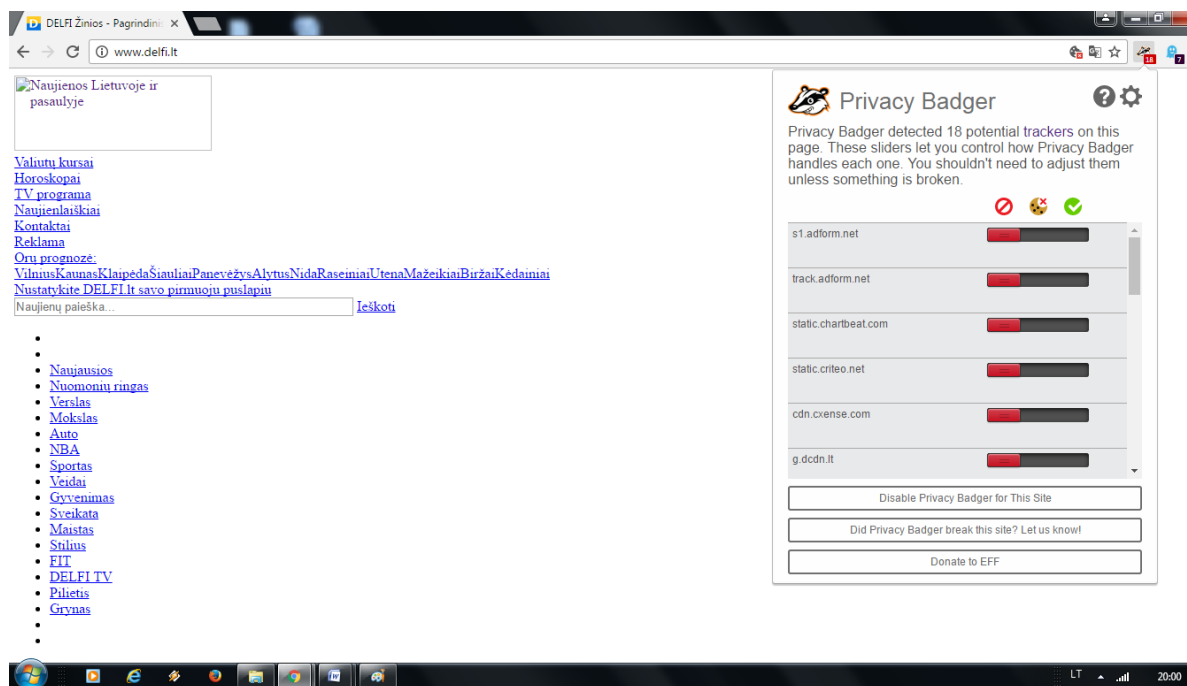 DELFI Žinios - Pagrindini
www.delfi.lt
18
7
Naujienos Lietuvoje ir
pasaulyje
Valiutų kursai
Horoskopai
TV programa
Naujienlaiškiai
Kontaktai
Reklama
Orų prognozė:
VilniusKaunasKlaipėdaŠiauliaiPanevėžysAlytusNidaRaseiniaiUtenaMažeikiaiBiržaiKėdainiai
Nustatykite DELFI.lt savo pirmuoju puslapiu
Naujienų paieška... Ieškoti
Naujausios
Nuomonių ringas
Verslas
Mokslas
Auto
NBA
Sportas
Veidai
Gyvenimas
Sveikata
Maistas
Stilius
FIT
DELFI TV
Pilietis
Grynas
Privacy Badger
Privacy Badger detected 18 potential trackers on this
page. These sliders let you control how Privacy Badger
handles each one. You shouldn't need to adjust them
unless something is broken.
s1.adform.net
track.adform.net
static.chartbeat.com
static.criteo.net
cdn.cxense.com
g.dcdn.lt
Disable Privacy Badger for This Site
Did Privacy Badger break this site? Let us know!
Donate to EFF
LT
20:00